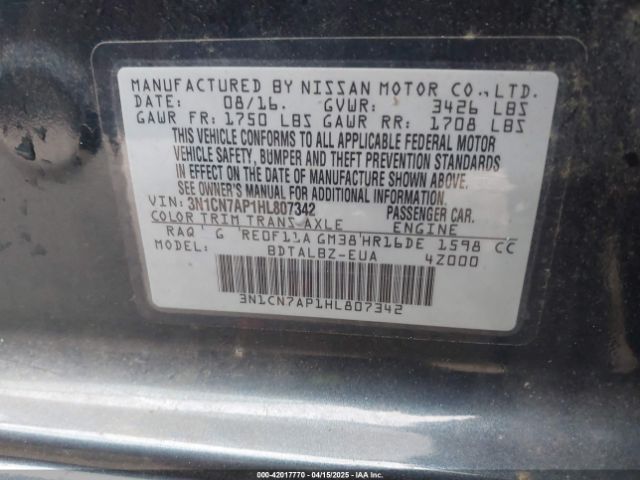 MANUFACTURED BY NISSAN MOTOR CO., LTD.
DATE: 08/16. GVWR: 3426 LBS
GAWR FR: 1750 LBS GAWR RR: 1708 LBS
THIS VEHICLE CONFORMS TO ALL APPLICABLE FEDERAL MOTOR
VEHICLE SAFETY, BUMPER AND THEFT PREVENTION STANDARDS
IN EFFECT ON THE DATE OF MANUFACTURE SHOWN ABOVE.
SEE OWNER'S MANUAL FOR ADDITIONAL INFORMATION.
VIN: 3N1CN7AP1HL807342 PASSENGER CAR.
COLOR TRIM TRANS AXLE ENGINE
RAQ G RE0F11A GM38 HR16DE 1598 CC
MODEL: BDTALBZ-EUA 4Z000
3N1CN7AP1HL807342
000-42017770 - 04/15/2025 - IAAI.COM